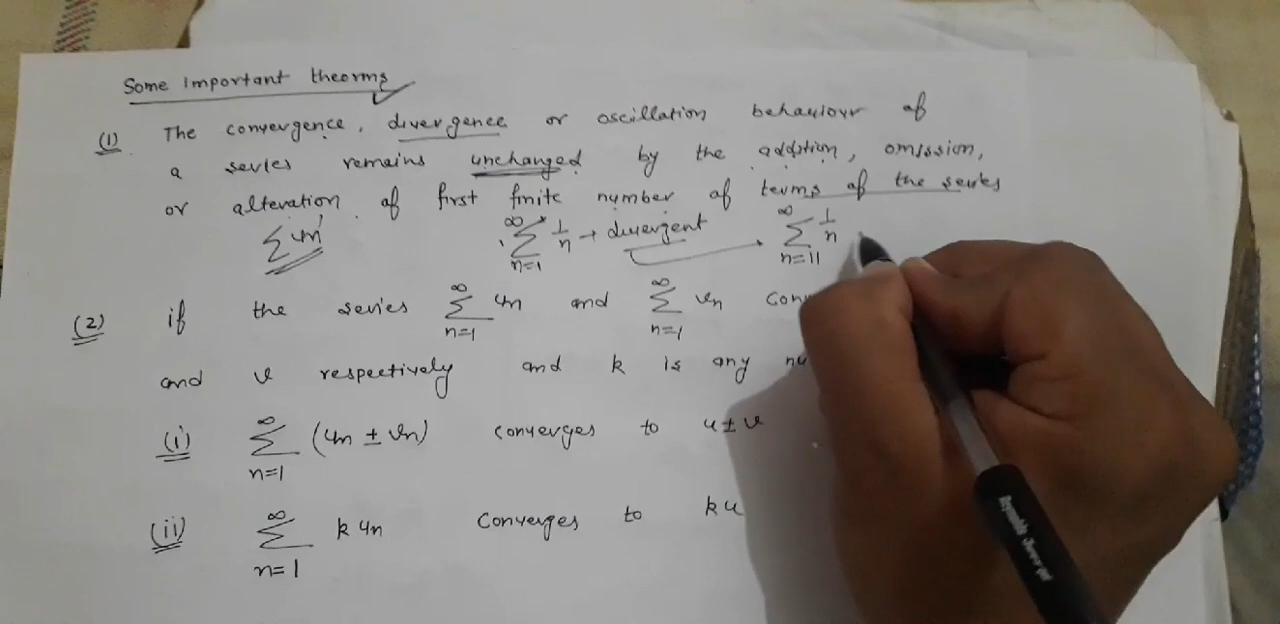 Some important theorms
(1) The convergence, divergence or oscillation behaviour of
a series remains unchanged by the addition, omission,
or alteration of first finite number of terms of the series
∑un ∞ ∑ n=1 1/n → divergent ∞ ∑ n=11 1/n
(2) if the series ∞ ∑ n=1 un and ∞ ∑ n=1 vn
and v respectively and k is any
(i) ∞ ∑ n=1 (un ± vn) converges to u ± v
(ii) ∞ ∑ n=1 k un converges to ku
Reynolds